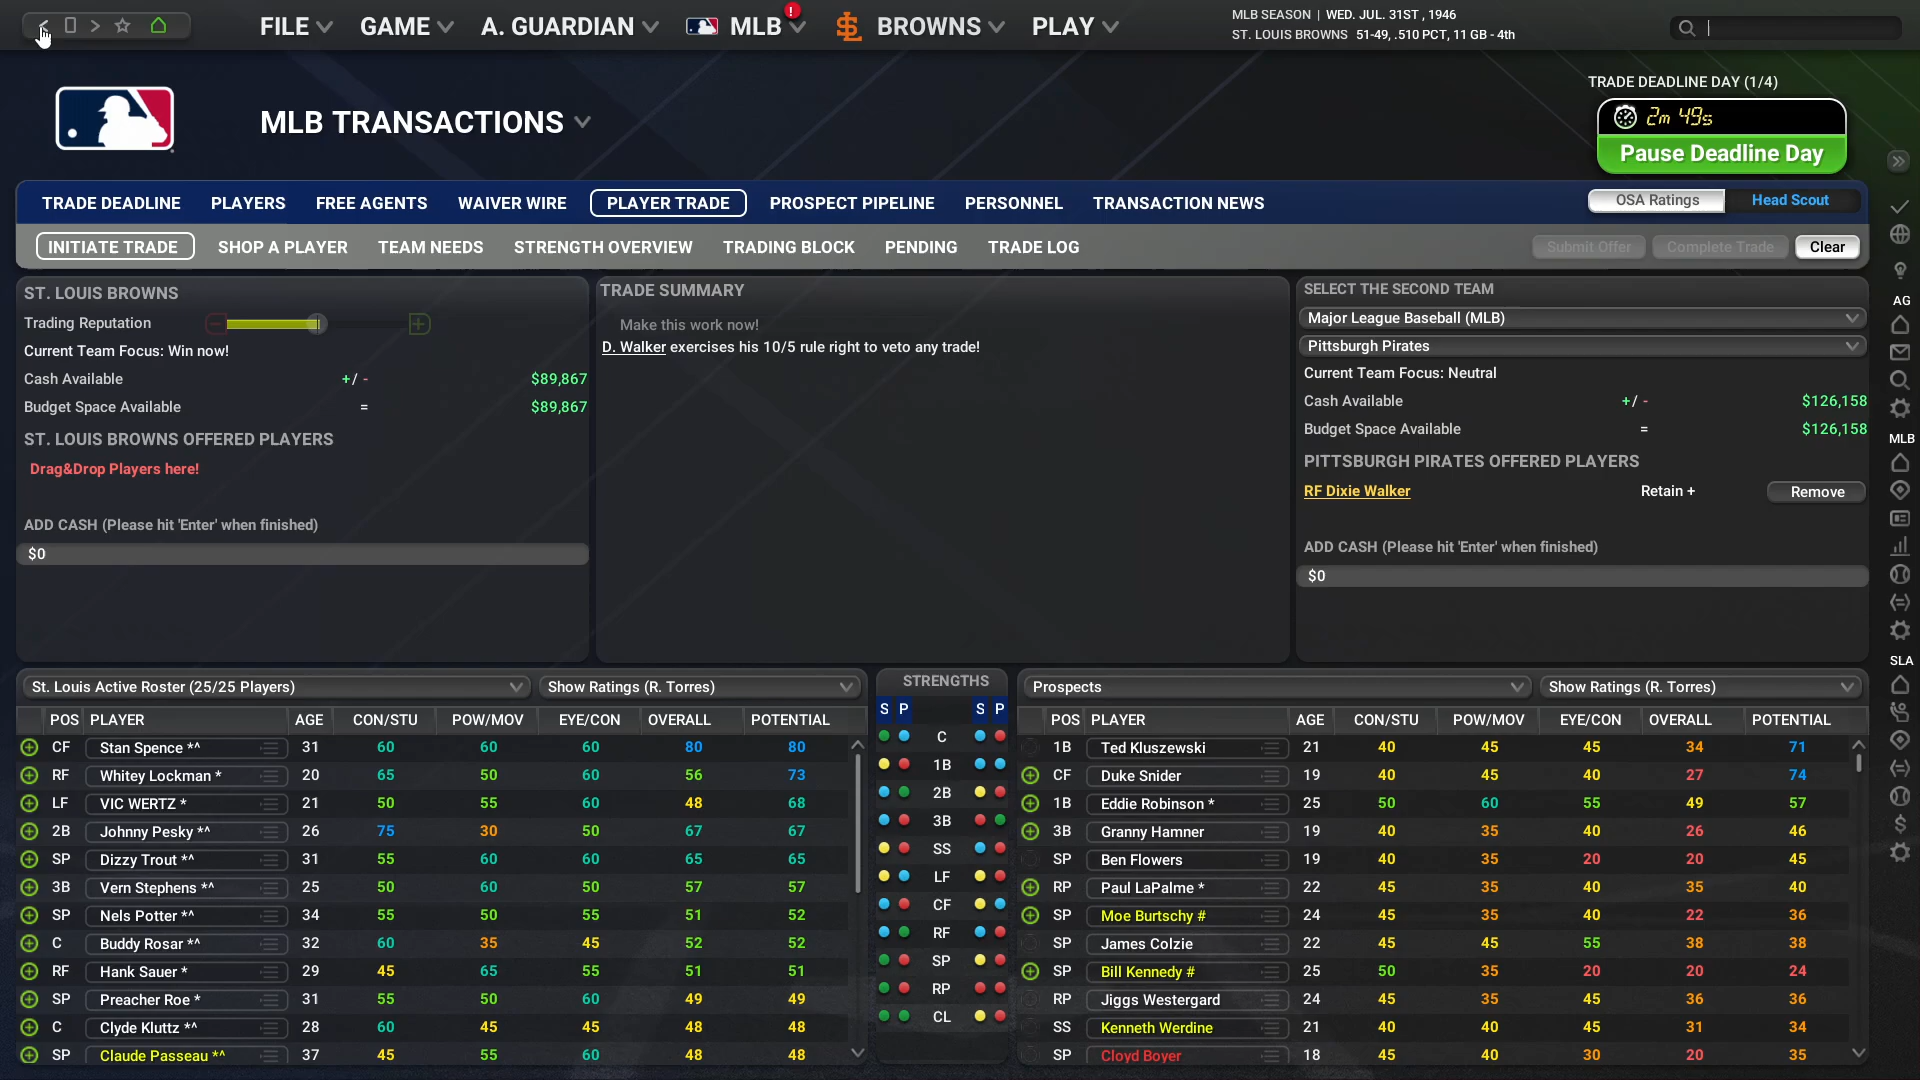 FILE GAME A. GUARDIAN MLB ! BROWNS PLAY
MLB SEASON | WED. JUL. 31ST , 1946
ST. LOUIS BROWNS 51-49, .510 PCT, 11 GB - 4th
MLB TRANSACTIONS
TRADE DEADLINE DAY (1/4)
2m 49s
Pause Deadline Day
TRADE DEADLINE PLAYERS FREE AGENTS WAIVER WIRE PLAYER TRADE PROSPECT PIPELINE PERSONNEL TRANSACTION NEWS OSA Ratings Head Scout
INITIATE TRADE SHOP A PLAYER TEAM NEEDS STRENGTH OVERVIEW TRADING BLOCK PENDING TRADE LOG Submit Offer Complete Trade Clear
ST. LOUIS BROWNS
Trading Reputation
Current Team Focus: Win now!
Cash Available +/ - $89,867
Budget Space Available = $89,867
ST. LOUIS BROWNS OFFERED PLAYERS
Drag&Drop Players here!
ADD CASH (Please hit 'Enter' when finished)
$0
TRADE SUMMARY
Make this work now!
D. Walker exercises his 10/5 rule right to veto any trade!
SELECT THE SECOND TEAM
Major League Baseball (MLB)
Pittsburgh Pirates
Current Team Focus: Neutral
Cash Available +/ - $126,158
Budget Space Available = $126,158
PITTSBURGH PIRATES OFFERED PLAYERS
RF Dixie Walker Retain + Remove
ADD CASH (Please hit 'Enter' when finished)
$0
St. Louis Active Roster (25/25 Players) Show Ratings (R. Torres)
POS PLAYER AGE CON/STU POW/MOV EYE/CON OVERALL POTENTIAL
CF Stan Spence *^ 31 60 60 60 80 80
RF Whitey Lockman * 20 65 50 60 56 73
LF VIC WERTZ * 21 50 55 60 48 68
2B Johnny Pesky *^ 26 75 30 50 67 67
SP Dizzy Trout *^ 31 55 60 60 65 65
3B Vern Stephens *^ 25 50 60 50 57 57
SP Nels Potter *^ 34 55 50 55 51 52
C Buddy Rosar *^ 32 60 35 45 52 52
RF Hank Sauer * 29 45 65 55 51 51
SP Preacher Roe * 31 55 50 60 49 49
C Clyde Kluttz *^ 28 60 45 45 48 48
SP Claude Passeau *^ 37 45 55 60 48 48
STRENGTHS
S P S P
C
1B
2B
3B
SS
LF
CF
RF
SP
RP
CL
Prospects Show Ratings (R. Torres)
POS PLAYER AGE CON/STU POW/MOV EYE/CON OVERALL POTENTIAL
1B Ted Kluszewski 21 40 45 45 34 71
CF Duke Snider 19 40 45 40 27 74
1B Eddie Robinson * 25 50 60 55 49 57
3B Granny Hamner 19 40 35 40 26 46
SP Ben Flowers 19 40 35 20 20 45
RP Paul LaPalme * 22 45 35 40 35 40
SP Moe Burtschy # 24 45 35 40 22 36
SP James Colzie 22 45 45 55 38 38
SP Bill Kennedy # 25 50 35 20 20 24
RP Jiggs Westergard 24 45 35 45 36 36
SS Kenneth Werdine 21 40 40 45 31 34
SP Cloyd Boyer 18 45 40 30 20 35
AG
MLB
SLA